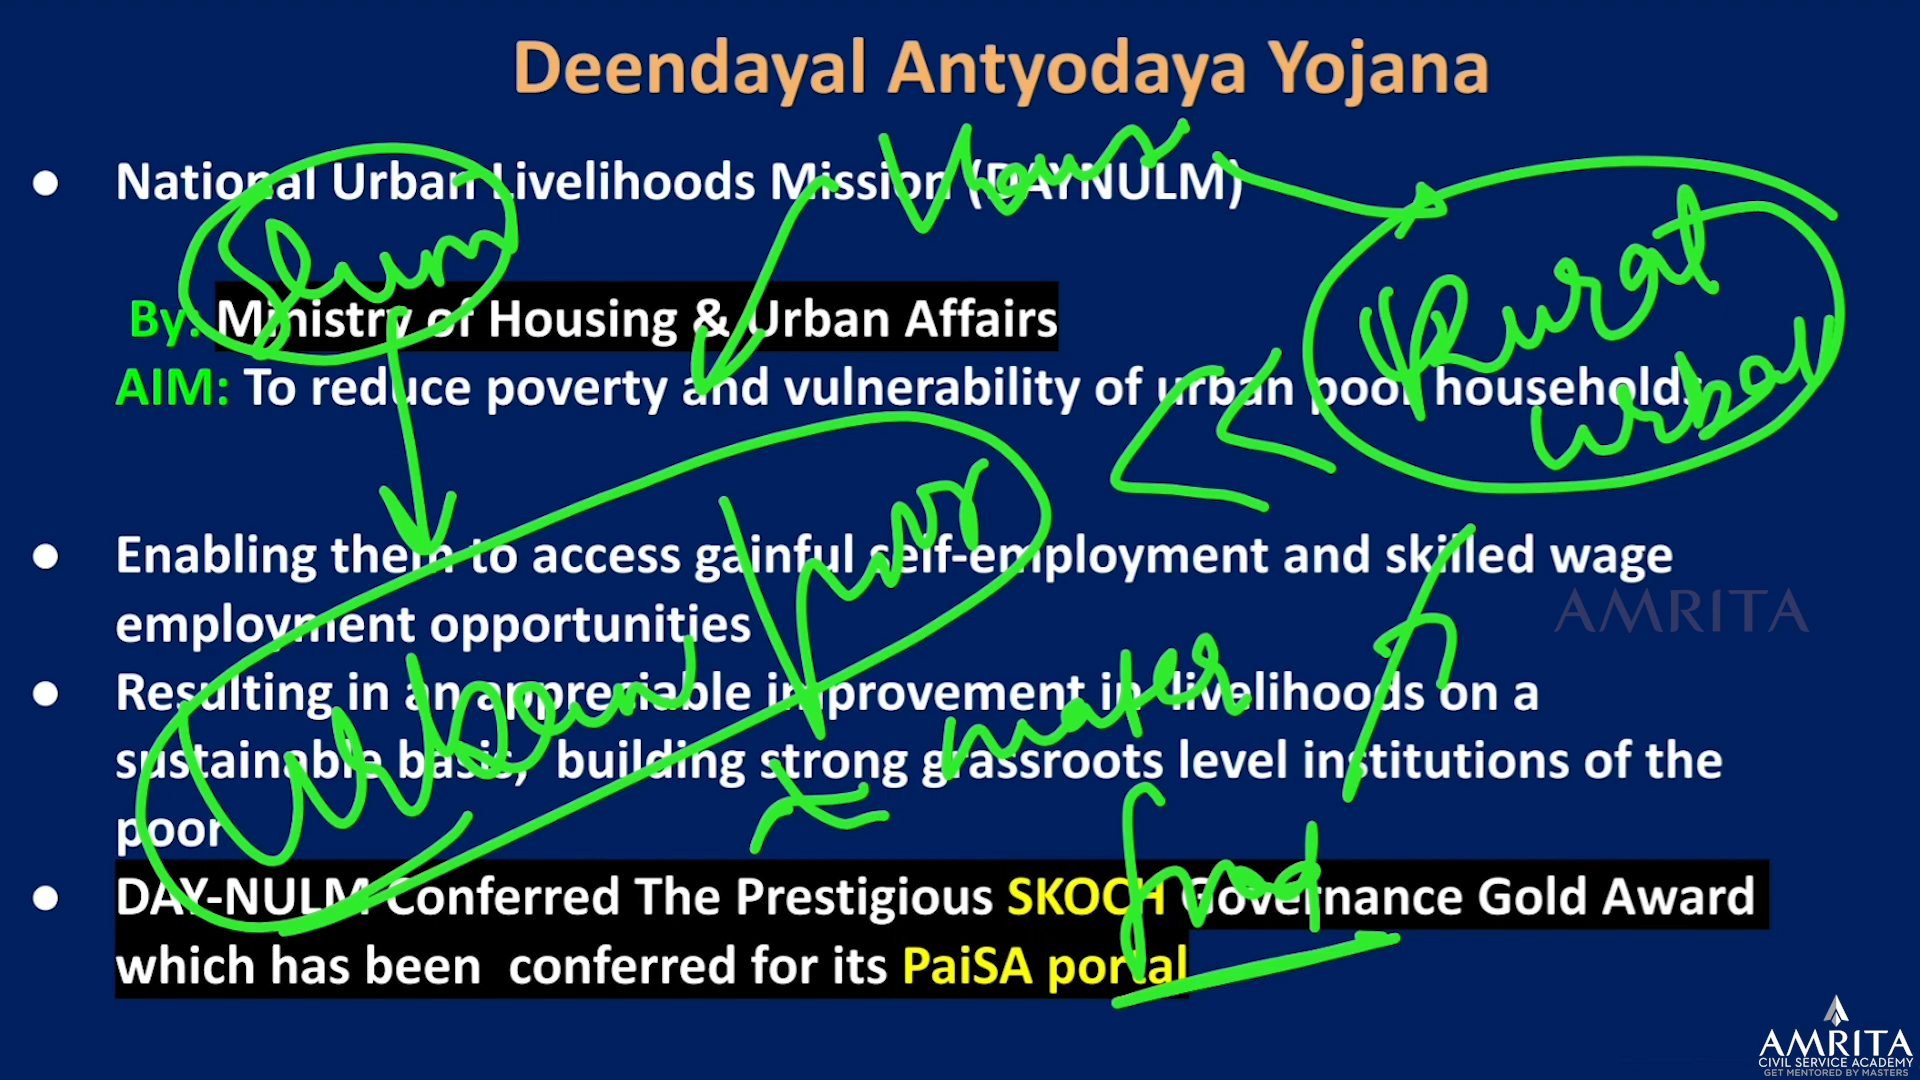 Deendayal Antyodaya Yojana
● National Urban Livelihoods Mission (DAYNULM)
By: Ministry of Housing & Urban Affairs
AIM: To reduce poverty and vulnerability of urban poor households
● Enabling them to access gainful self-employment and skilled wage
employment opportunities
● Resulting in an appreciable improvement in livelihoods on a
sustainable basis, building strong grassroots level institutions of the
poor
● DAY-NULM Conferred The Prestigious SKOCH Governance Gold Award
which has been conferred for its PaiSA portal
Slum
Rural
urban
Urban poor
water
food
AMRITA
AMRITA
CIVIL SERVICE ACADEMY
GET MENTORED BY MASTERS